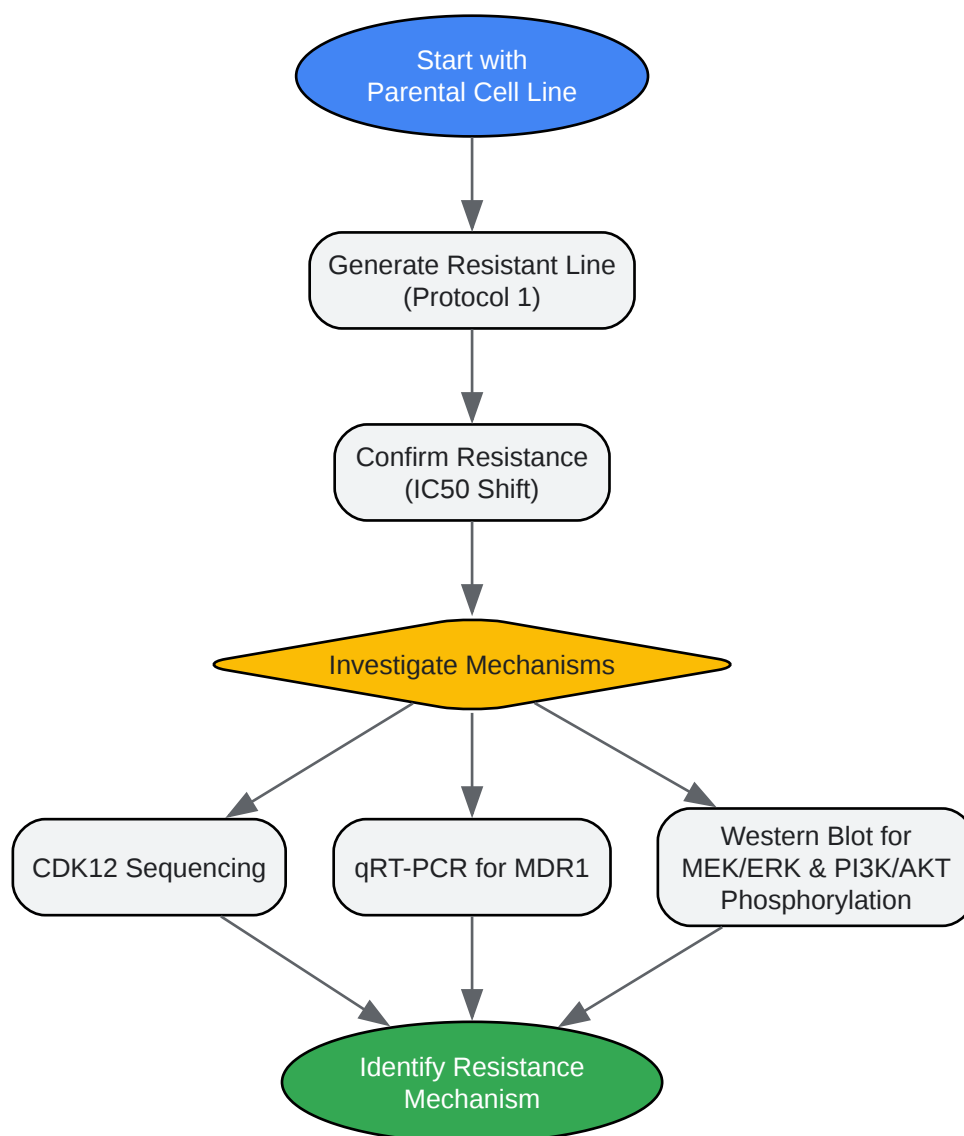 Start with
Parental Cell Line
Generate Resistant Line
(Protocol 1)
Confirm Resistance
(IC50 Shift)
Investigate Mechanisms
CDK12 Sequencing
qRT-PCR for MDR1
Western Blot for
MEK/ERK & PI3K/AKT
Phosphorylation
Identify Resistance
Mechanism